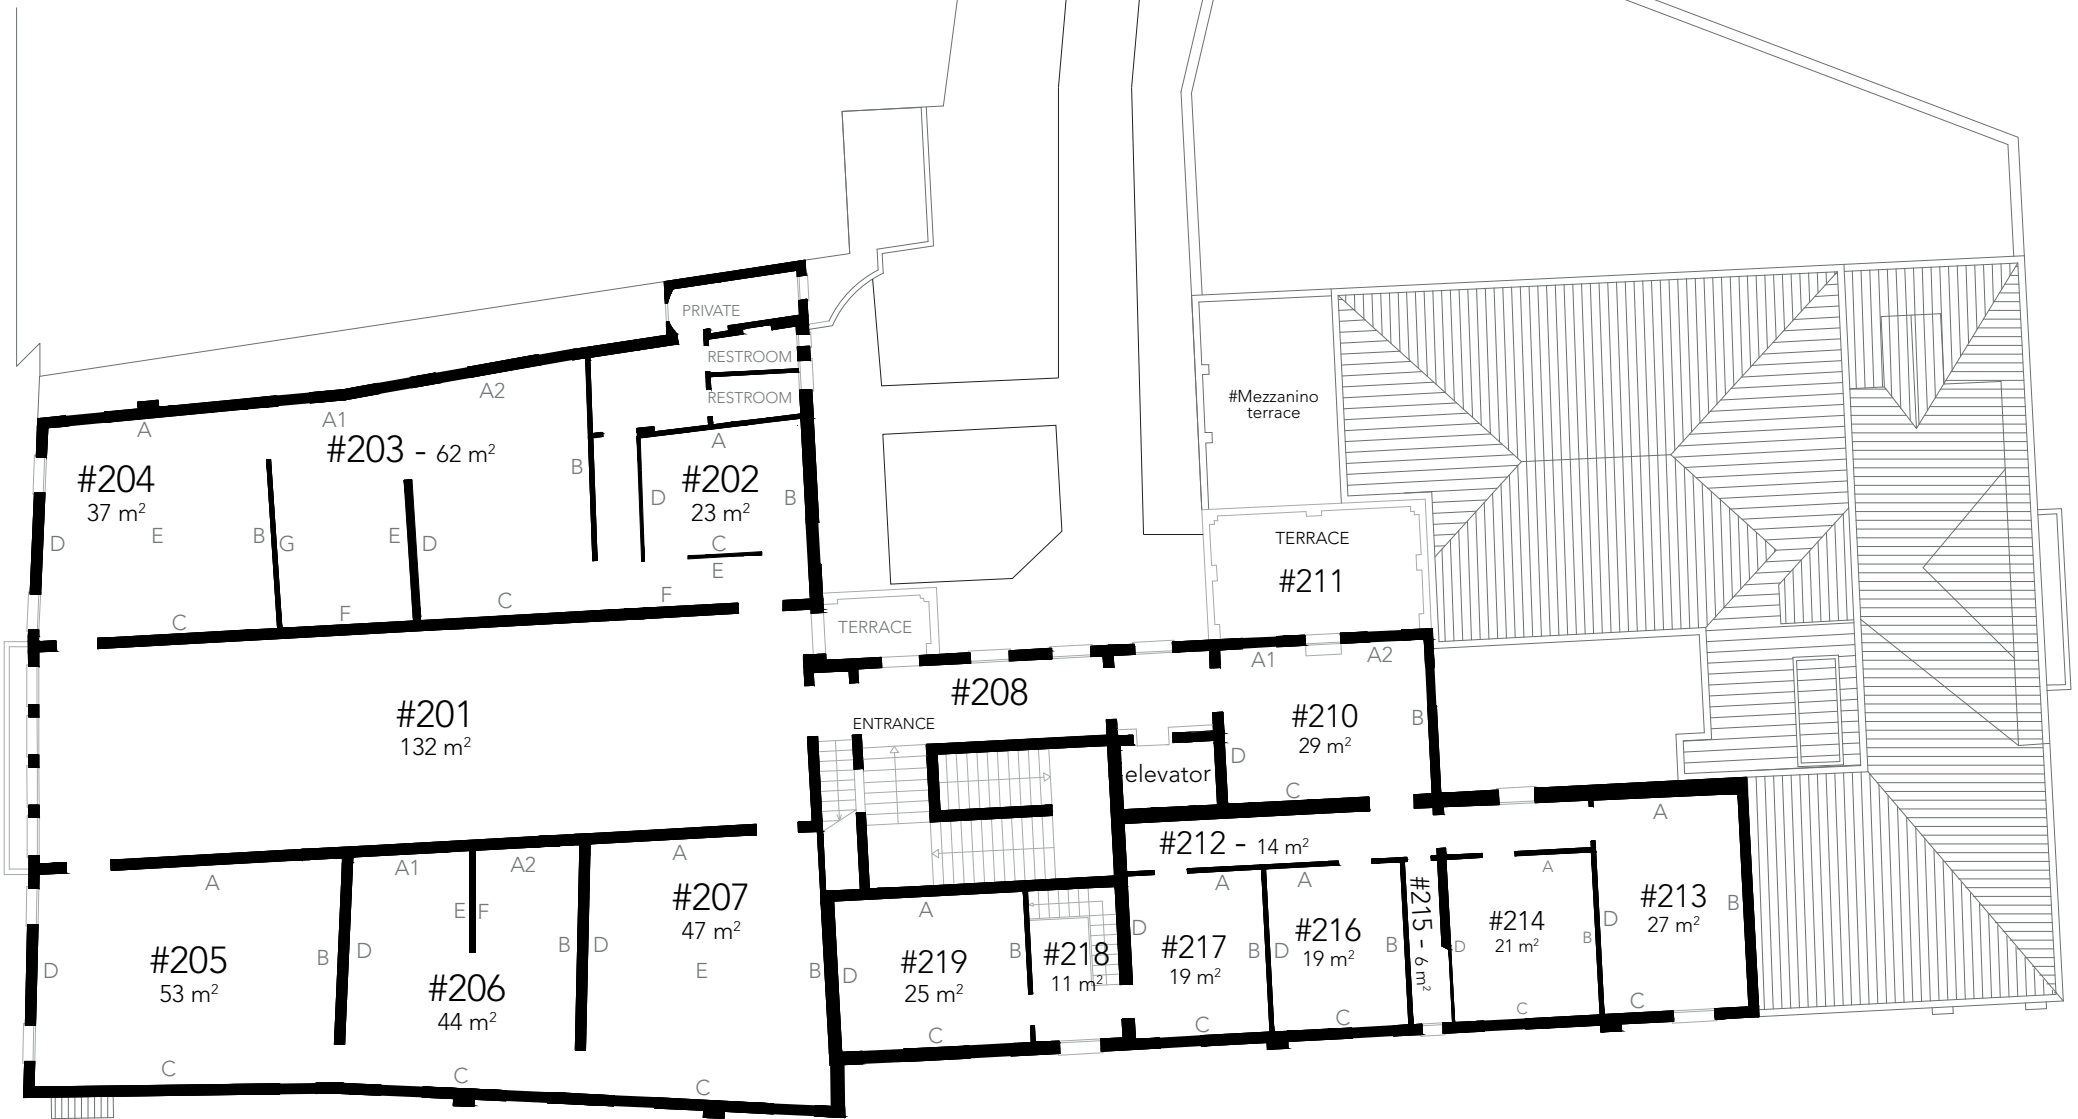 PRIVATE
RESTROOM
RESTROOM
A2
A1
A
#203 - 62 m²
#204
37 m²
B
A
#202
23 m²
D
B
D
E
B
G
E
D
C
E
C
F
C
F
#Mezzanino
terrace
TERRACE
#211
TERRACE
#201
132 m²
#208
ENTRANCE
A1
A2
#210
29 m²
B
D
elevator
C
#212 - 14 m²
A
A1
A2
A
#205
53 m²
D
B
D
E
F
#206
44 m²
B
D
#207
47 m²
E
B
C
C
C
A
#219
25 m²
D
B
C
#218
11 m²
A
D
#217
19 m²
B
C
A
D
#216
19 m²
B
C
#215 - 6 m²
A
D
#214
21 m²
B
C
A
D
#213
27 m²
B
C